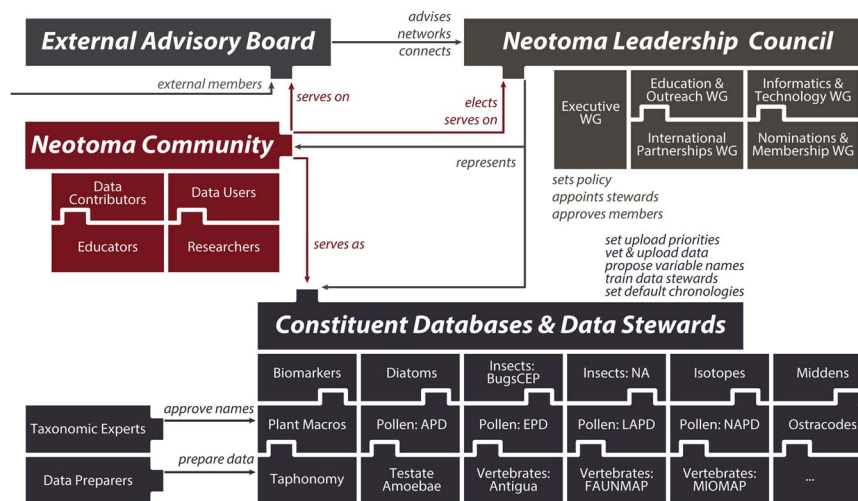 External Advisory Board
advises
networks
connects
Neotoma Leadership Council
external members
serves on
elects
serves on
Executive
WG
Education &
Outreach WG
Informatics &
Technology WG
International
Partnerships WG
Nominations &
Membership WG
Neotoma Community
represents
Data
Contributors
Data Users
Educators
Researchers
serves as
sets policy
appoints stewards
approves members
set upload priorities
vet & upload data
propose variable names
train data stewards
set default chronologies
Constituent Databases & Data Stewards
Biomarkers
Diatoms
Insects:
BugsCEP
Insects: NA
Isotopes
Middens
Taxonomic Experts
approve names
Plant Macros
Pollen: APD
Pollen: EPD
Pollen: LAPD
Pollen: NAPD
Ostracodes
Data Preparers
prepare data
Taphonomy
Testate
Amoebae
Vertebrates:
Antigua
Vertebrates:
FAUNMAP
Vertebrates:
MIOMAP
...